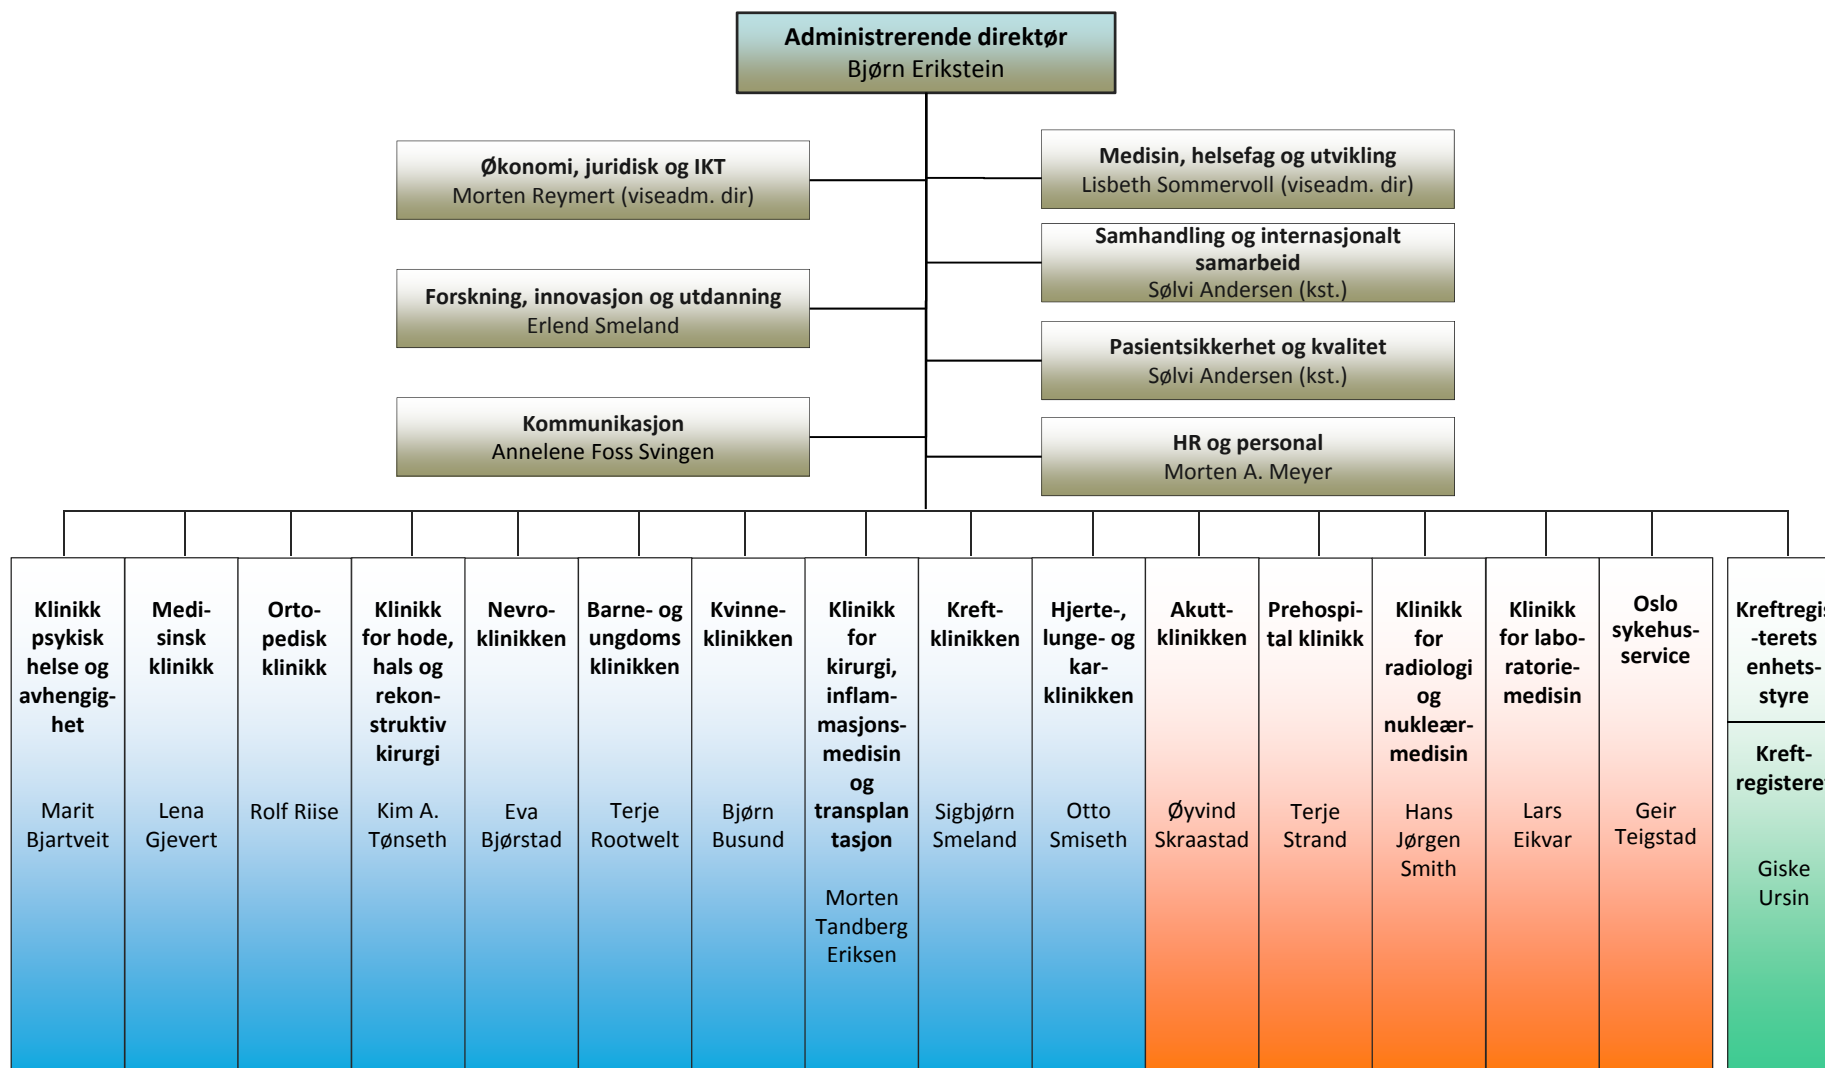 Administrerende direktør
Bjørn Erikstein
Økonomi, juridisk og IKT
Morten Reymert (viseadm. dir)
Forskning, innovasjon og utdanning
Erlend Smeland
Kommunikasjon
Annelene Foss Svingen
Medisin, helsefag og utvikling
Lisbeth Sommervoll (viseadm. dir)
Samhandling og internasjonalt
samarbeid
Sølvi Andersen (kst.)
Pasientsikkerhet og kvalitet
Sølvi Andersen (kst.)
HR og personal
Morten A. Meyer
Klinikk
psykisk
helse og
avhengig-
het
Marit
Bjartveit
Medi-
sinsk
klinikk
Lena
Gjevert
Orto-
pedisk
klinikk
Rolf Riise
Klinikk
for hode,
hals og
rekon-
struktiv
kirurgi
Kim A.
Tønseth
Nevro-
klinikken
Eva
Bjørstad
Barne- og
ungdoms
klinikken
Terje
Rootwelt
Kvinne-
klinikken
Bjørn
Busund
Klinikk
for
kirurgi,
inflam-
masjons-
medisin
og
transplan
tasjon
Morten
Tandberg
Eriksen
Kreft-
klinikken
Sigbjørn
Smeland
Hjerte-,
lunge- og
kar-
klinikken
Otto
Smiseth
Akutt-
klinikken
Øyvind
Skraastad
Prehospi-
tal klinikk
Terje
Strand
Klinikk
for
radiologi
og
nukleær-
medisin
Hans
Jørgen
Smith
Klinikk
for labo-
ratorie-
medisin
Lars
Eikvar
Oslo
sykehus-
service
Geir
Teigstad
Kreftregis
-terets
enhets-
styre
Kreft-
registeret
Giske
Ursin